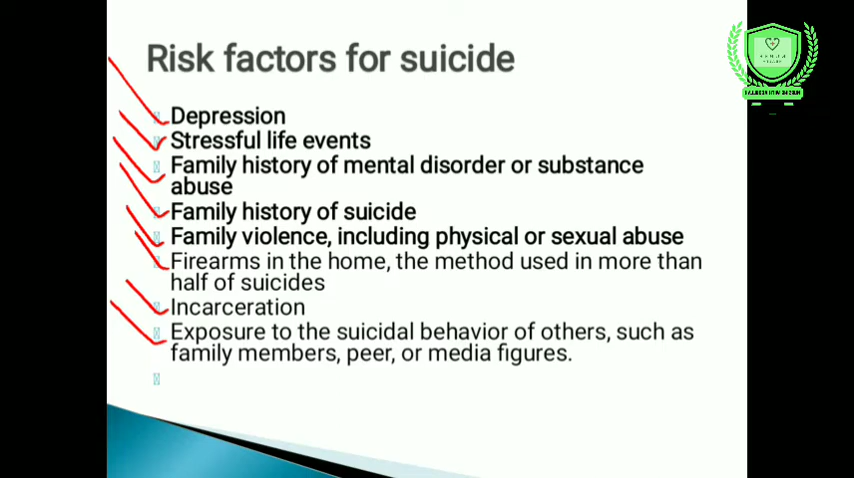 Risk factors for suicide
Depression
Stressful life events
Family history of mental disorder or substance
abuse
Family history of suicide
Family violence, including physical or sexual abuse
Firearms in the home, the method used in more than
half of suicides
Incarceration
Exposure to the suicidal behavior of others, such as
family members, peer, or media figures.